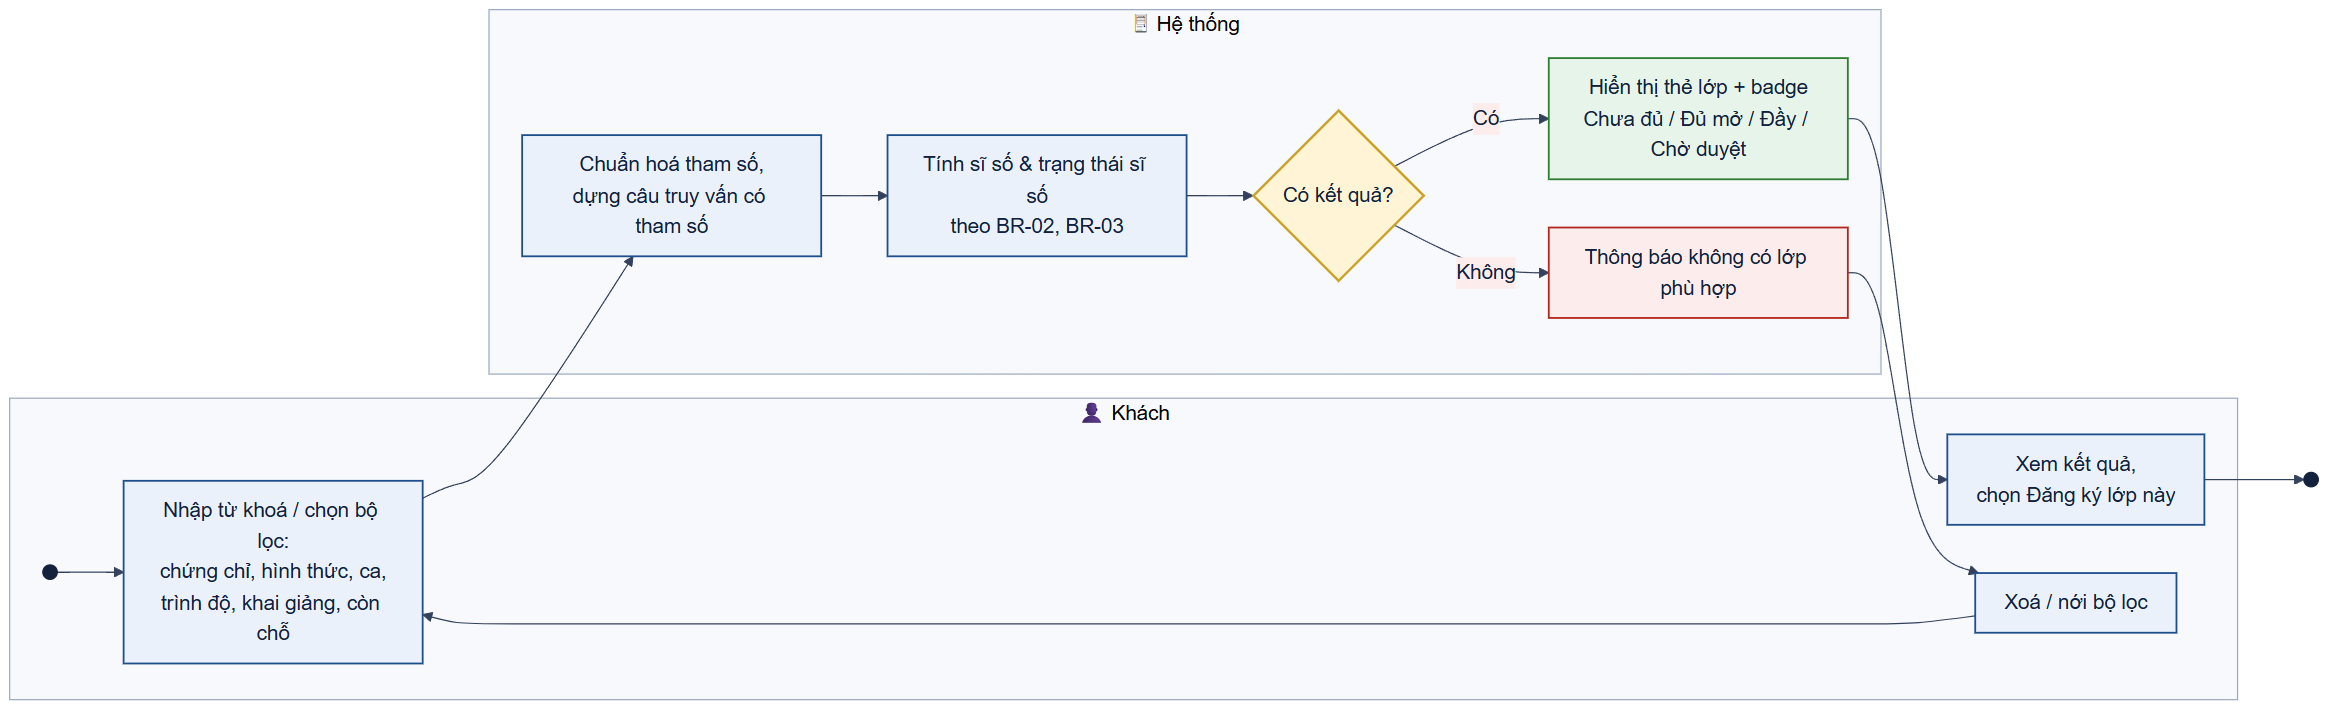 Hệ thống
Chuẩn hoá tham số,
dựng câu truy vấn có
tham số
Tính sĩ số & trạng thái sĩ
số
theo BR-02, BR-03
Có kết quả?
Có
Không
Hiển thị thẻ lớp + badge
Chưa đủ / Đủ mở / Đầy /
Chờ duyệt
Thông báo không có lớp
phù hợp
Khách
Nhập từ khoá / chọn bộ
lọc:
chứng chỉ, hình thức, ca,
trình độ, khai giảng, còn
chỗ
Xem kết quả,
chọn Đăng ký lớp này
Xoá / nới bộ lọc